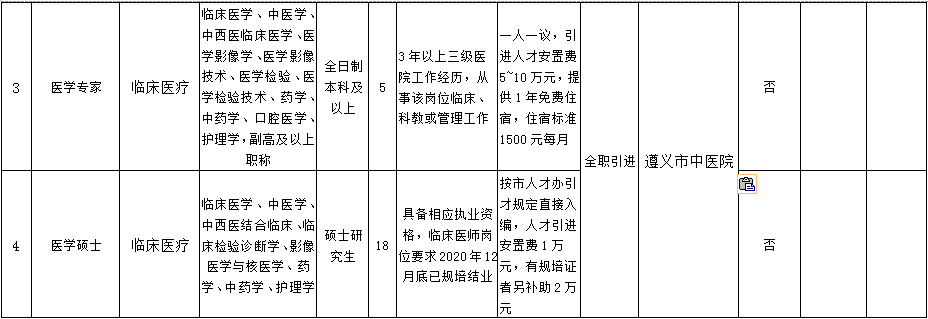 3
医学专家
临床医疗
临床医学、中医学、
中西医临床医学、医
学影像学、医学影像
技术、医学检验、医
学检验技术、药学、
中药学、口腔医学、
护理学,副高及以上
职称
全日制
本科及
以上
5
3年以上三级医
院工作经历，从
事该岗位临床、
科教或管理工作
一人一议，引
进人才安置费
5~10万元，提
供1年免费住
宿，住宿标准
1500元每月
全职引进
遵义市中医院
否
4
医学硕士
临床医疗
临床医学、中医学、
中西医结合临床、临
床检验诊断学、影像
医学与核医学、药
学、中药学、护理学
硕士研
究生
18
具备相应执业资
格，临床医师岗
位要求2020年12
月底已规培结业
按市人才办引
才规定直接入
编，人才引进
安置费1万
元，有规培证
者另补助2万
元
否